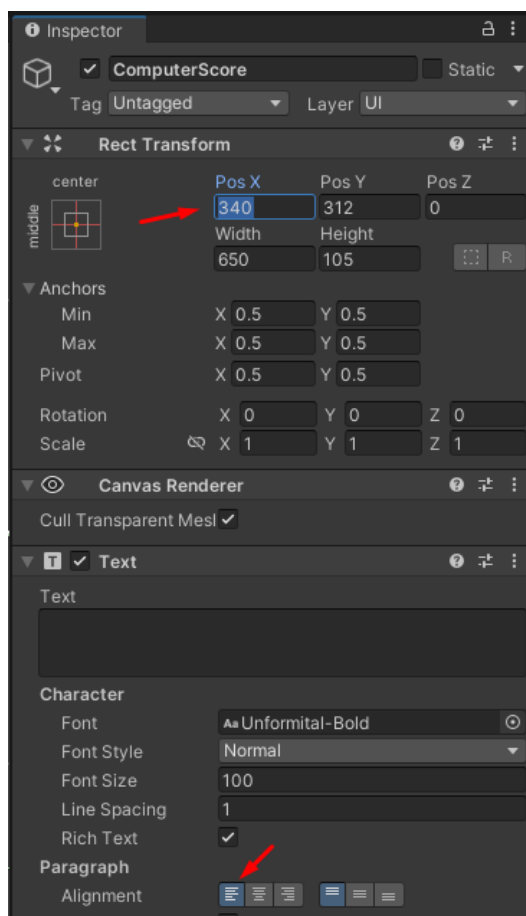 Inspector
ComputerScore Static
Tag Untagged Layer UI
Rect Transform
center Pos X Pos Y Pos Z
middle 340 312 0
Width Height
650 105 R
Anchors
Min X 0.5 Y 0.5
Max X 0.5 Y 0.5
Pivot X 0.5 Y 0.5
Rotation X 0 Y 0 Z 0
Scale X 1 Y 1 Z 1
Canvas Renderer
Cull Transparent Mesl
T Text
Text
Character
Font Aa Unformital-Bold
Font Style Normal
Font Size 100
Line Spacing 1
Rich Text
Paragraph
Alignment